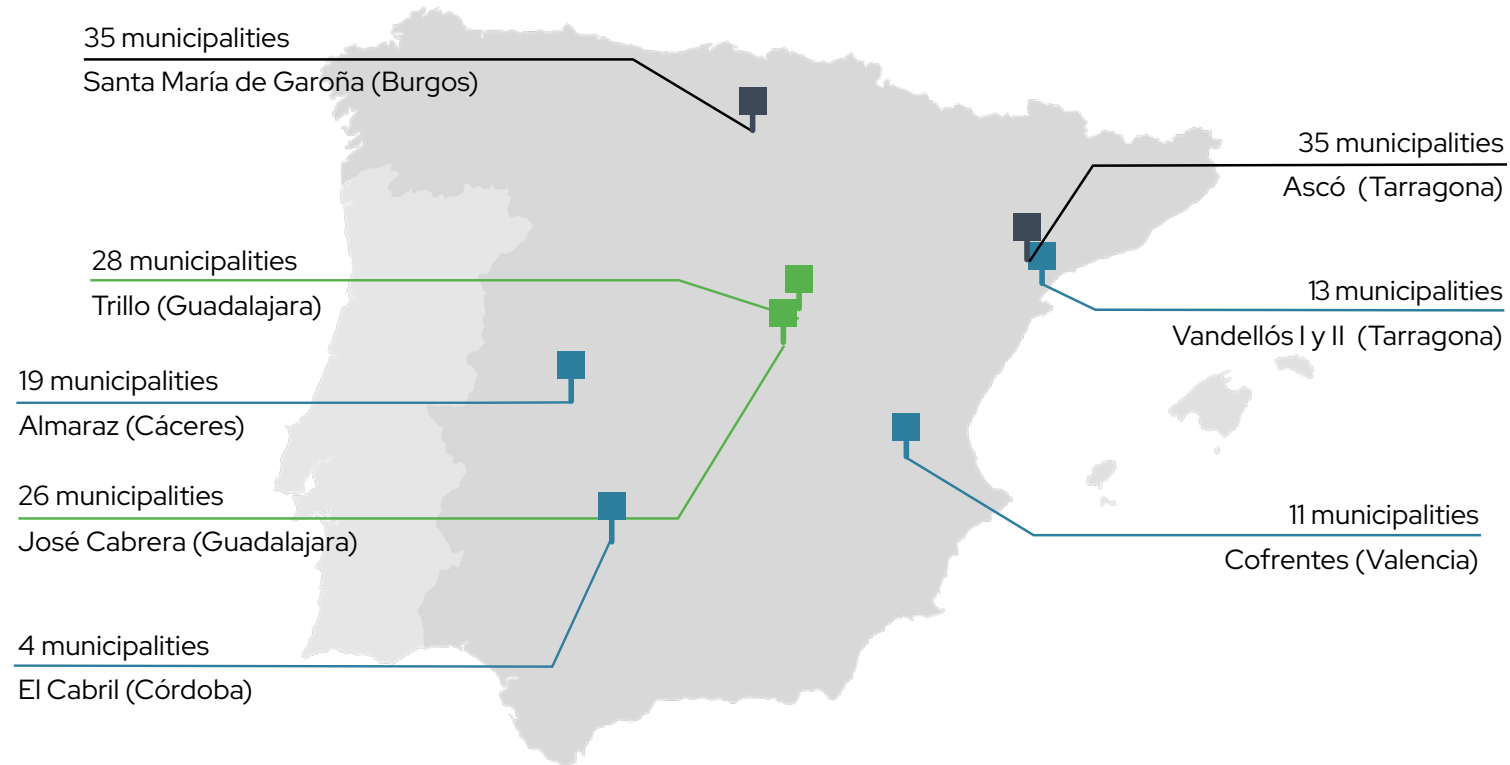 35 municipalities
Santa María de Garoña (Burgos)
35 municipalities
Ascó (Tarragona)
28 municipalities
Trillo (Guadalajara)
13 municipalities
Vandellós I y II (Tarragona)
19 municipalities
Almaraz (Cáceres)
26 municipalities
José Cabrera (Guadalajara)
11 municipalities
Cofrentes (Valencia)
4 municipalities
El Cabril (Córdoba)